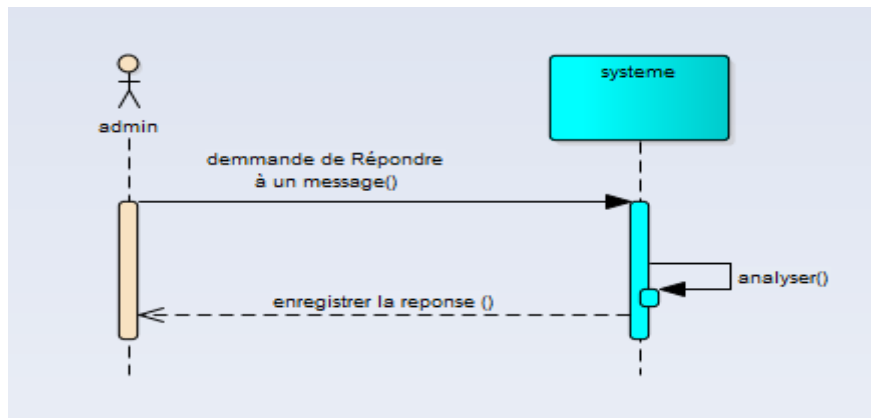 systeme
admin
demmande de Répondre
à un message()
analyser()
enregistrer la reponse ()